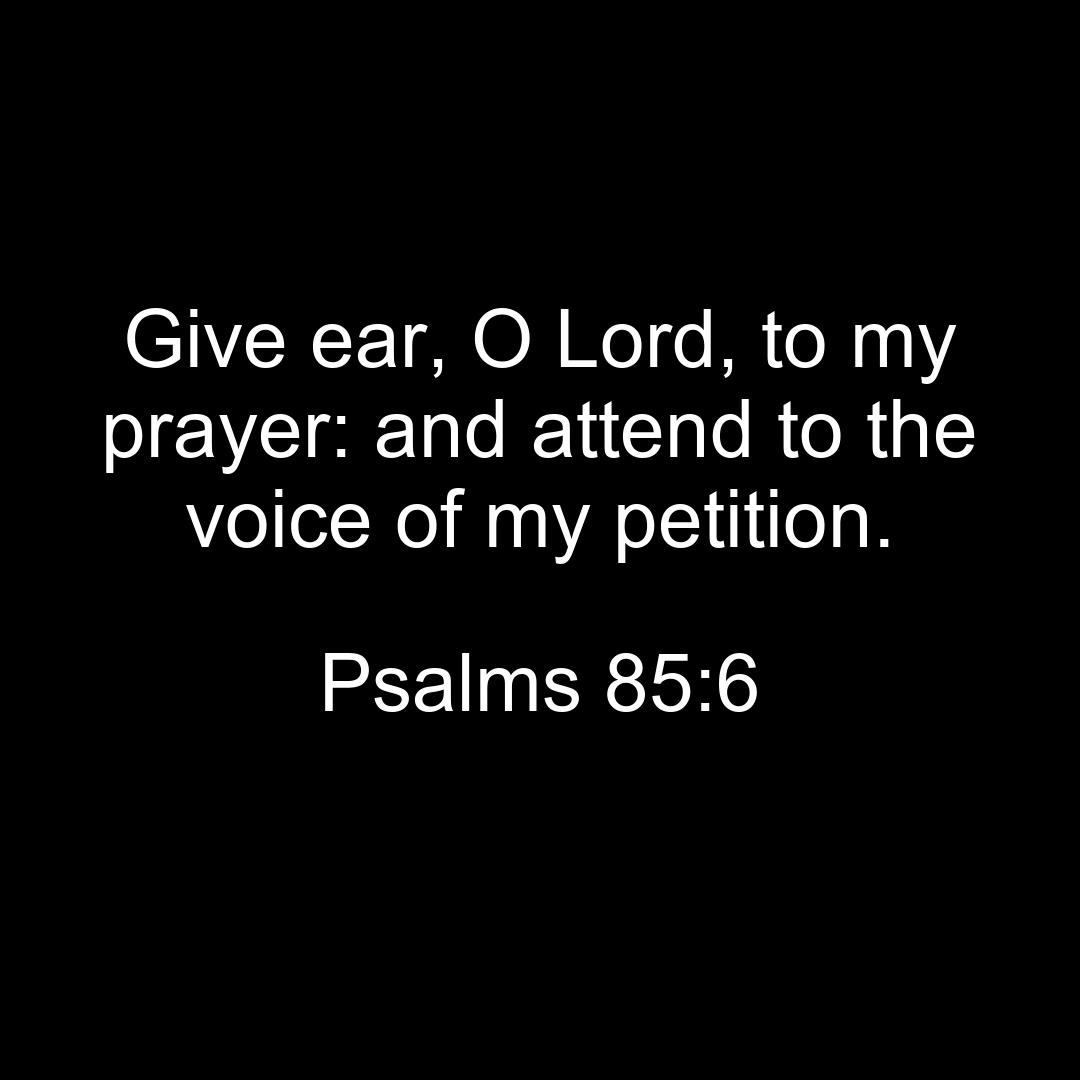 Give ear, O Lord, to my
prayer: and attend to the
voice of my petition.
Psalms 85:6